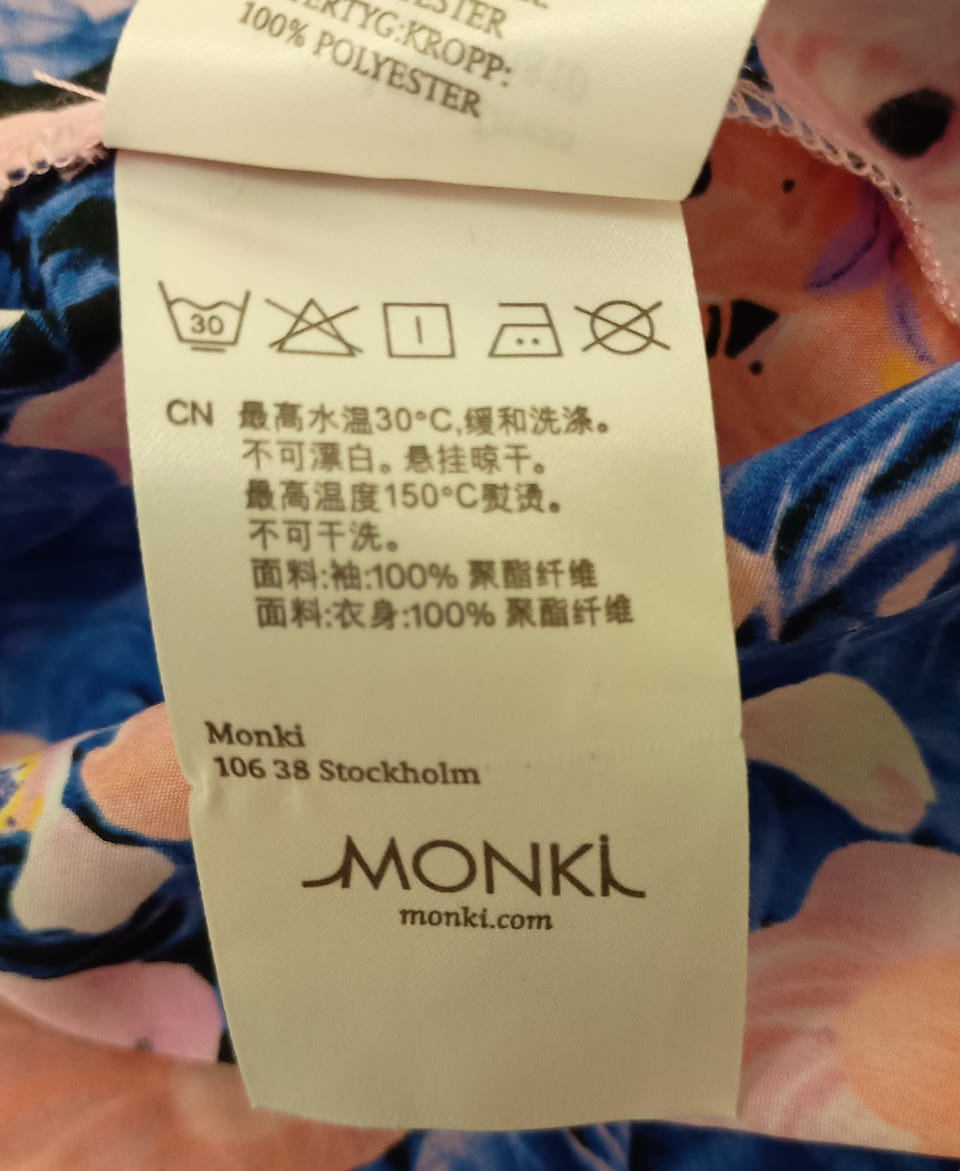 ESTER
ERTYG:KROPP:
100% POLYESTER
30
CN 最高水温30°C,缓和洗涤。
不可漂白。悬挂晾干。
最高温度150°C熨烫。
不可干洗。
面料:袖:100% 聚酯纤维
面料:衣身:100% 聚酯纤维
Monki
106 38 Stockholm
MONKi
monki.com